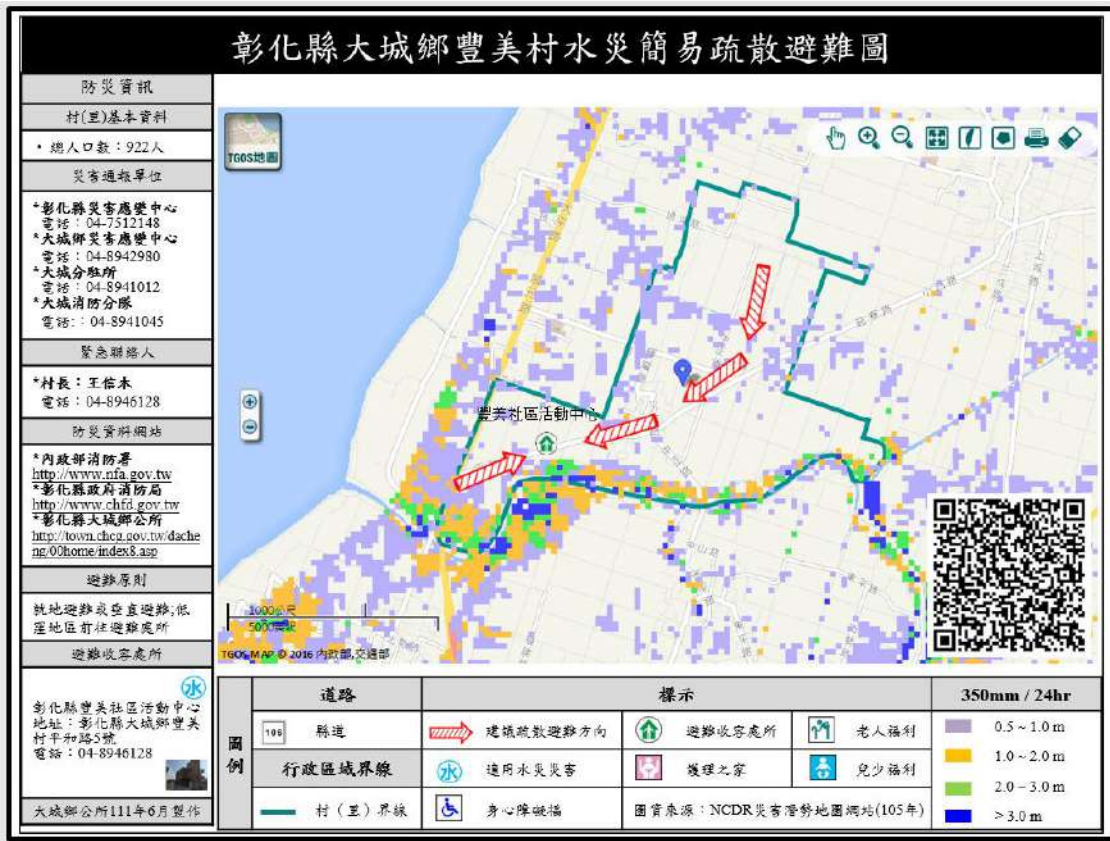 彰化縣大城鄉豐美村水災簡易疏散避難圖
防災資訊
村(里)基本資料
・總人口數：922人
災害通報單位
*彰化縣災害應變中心
電話：04-7512148
*大城鄉災害應變中心
電話：04-8942980
*大城分駐所
電話：04-8941012
*大城消防分隊
電話：：04-8941045
緊急聯絡人
*村長：王信未
電話：04-8946128
防災資料網站
*內政部消防署
http://www.nfa.gov.tw
*彰化縣政府消防局
http://www.chfd.gov.tw
*彰化縣大城鄉公所
http://town.chcg.gov.tw/dache
ng/00home/index8.asp
避難原則
就地避難或垂直避難,低
窪地區前往避難處所
避難收容處所
水
彰化縣豐美社區活動中心
地址：彰化縣大城鄉豐美
村平和路5號
電話：04-8946128
大城鄉公所111年6月製作
TGOS地圖
豐美社區活動中心
1000公尺
5000英呎
TGOS MAP © 2016 內政部,交通部
圖例
道路
標示
350mm / 24hr
106
縣道
建議疏散避難方向
避難收容處所
老人福利
0.5 ~ 1.0 m
行政區域界線
水
適用水災災害
護理之家
兒少福利
1.0 ~ 2.0 m
村（里）界線
身心障礙福
圖資來源：NCDR災害潛勢地圖網站(105年)
2.0 ~ 3.0 m
> 3.0 m